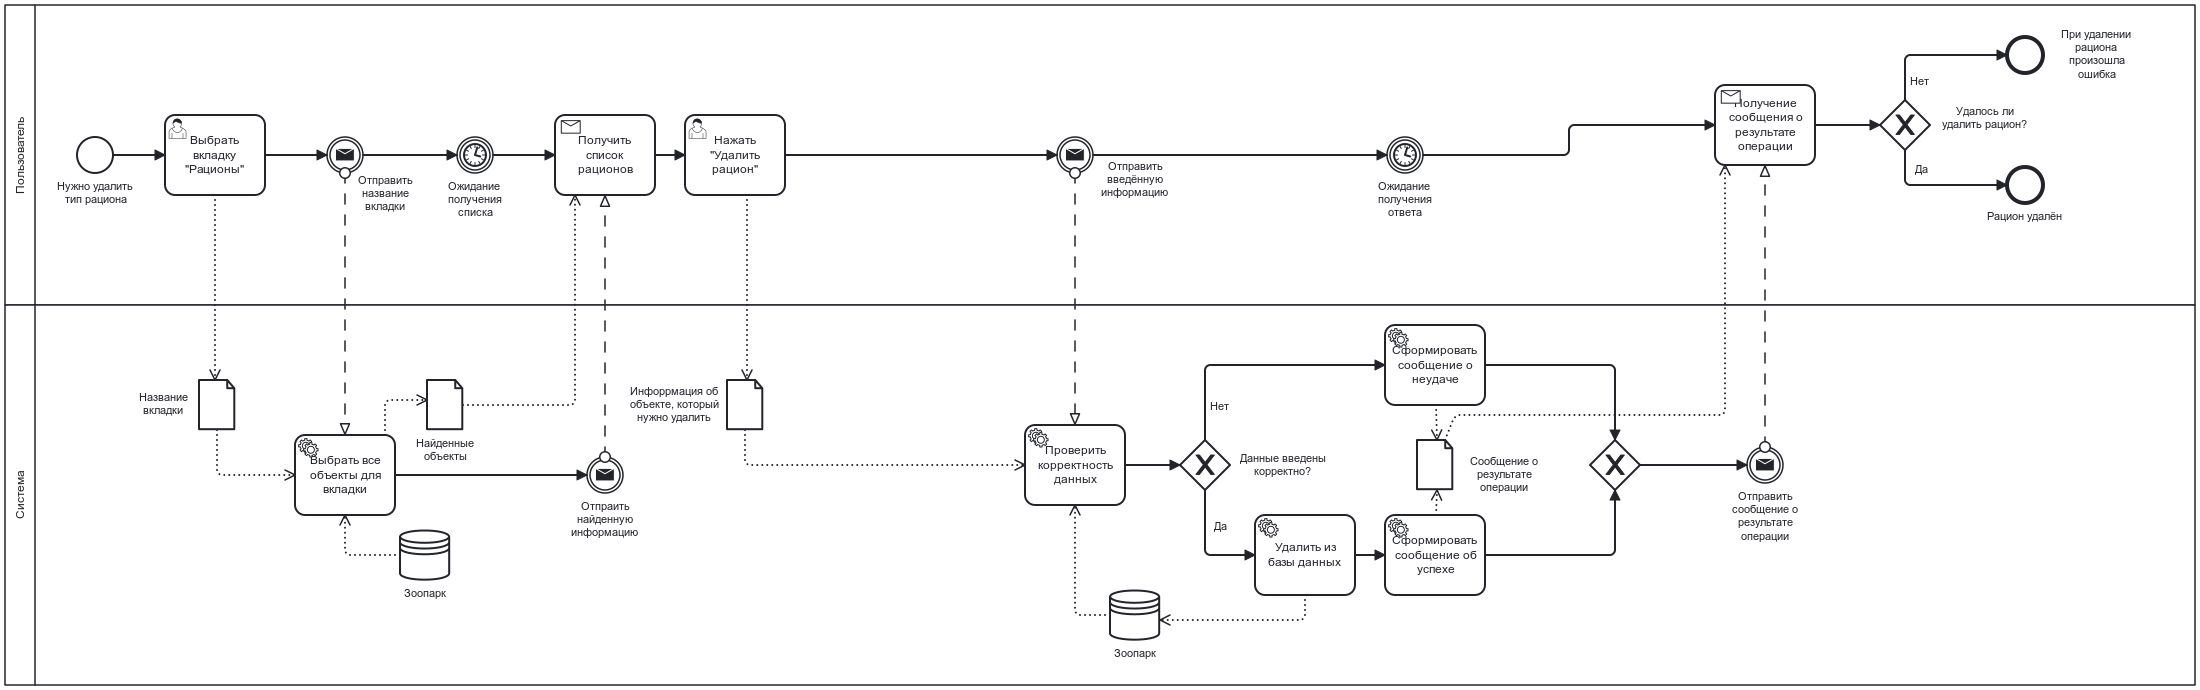 Пользователь
Нужно удалить
тип рациона
Выбрать
вкладку
"Рационы"
Отправить
название
вкладки
Ожидание
получения
списка
Получить
список
рационов
Нажать
"Удалить
рацион"
Отправить
введённую
информацию
Ожидание
получения
ответа
Получение
сообщения о
результате
операции
Удалось ли
удалить рацион?
Нет
При удалении
рациона
произошла
ошибка
Да
Рацион удалён
Система
Название
вкладки
Выбрать все
объекты для
вкладки
Найденные
объекты
Зоопарк
Отпраить
найденную
информацию
Инфоррмация об
объекте, который
нужно удалить
Проверить
корректность
данных
Данные введены
корректно?
Нет
Сформировать
сообщение о
неудаче
Да
Удалить из
базы данных
Сформировать
сообщение об
успехе
Сообщение о
результате
операции
Зоопарк
Отправить
сообщение о
результате
операции